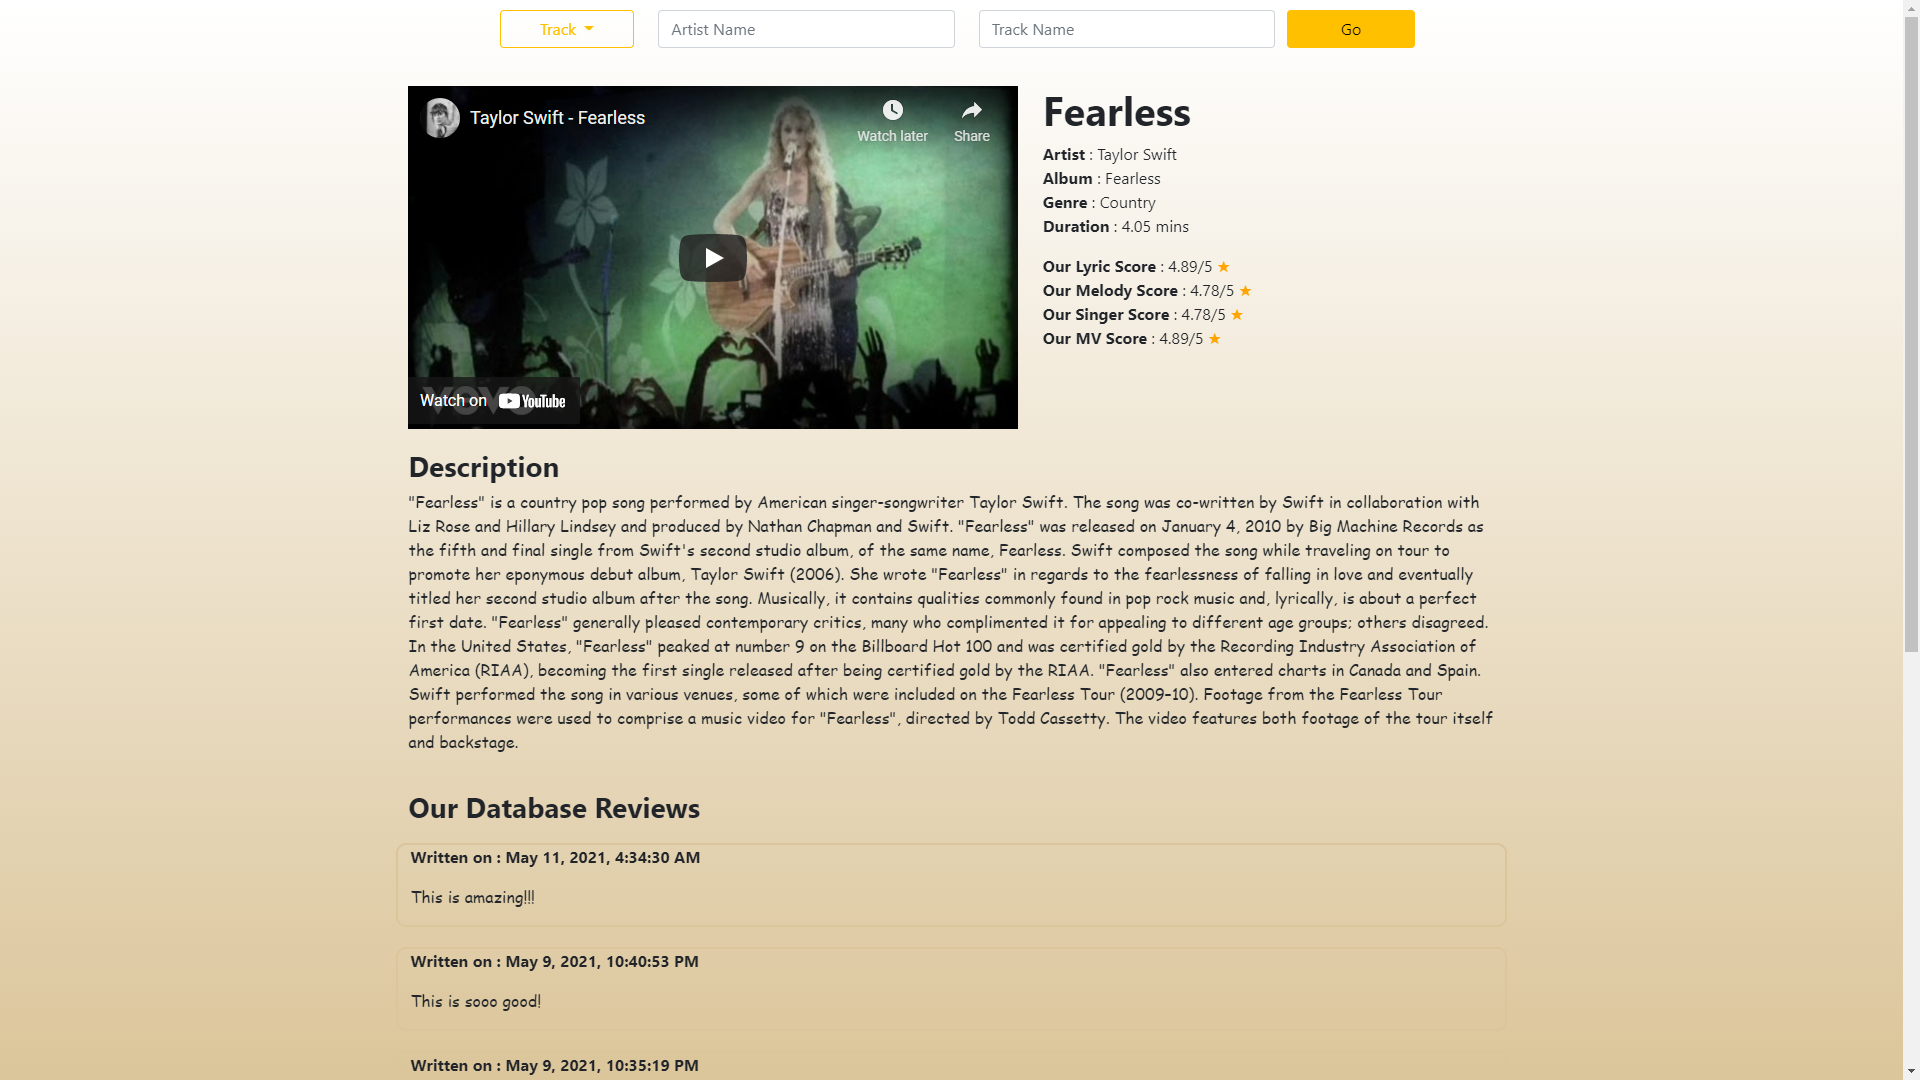 Track
Artist Name
Track Name
Go
Taylor Swift - Fearless
Watch later
Share
vevo
Watch on YouTube
Fearless
Artist : Taylor Swift
Album : Fearless
Genre : Country
Duration : 4.05 mins
Our Lyric Score : 4.89/5 ★
Our Melody Score : 4.78/5 ★
Our Singer Score : 4.78/5 ★
Our MV Score : 4.89/5 ★
Description
"Fearless" is a country pop song performed by American singer-songwriter Taylor Swift. The song was co-written by Swift in collaboration with
Liz Rose and Hillary Lindsey and produced by Nathan Chapman and Swift. "Fearless" was released on January 4, 2010 by Big Machine Records as
the fifth and final single from Swift's second studio album, of the same name, Fearless. Swift composed the song while traveling on tour to
promote her eponymous debut album, Taylor Swift (2006). She wrote "Fearless" in regards to the fearlessness of falling in love and eventually
titled her second studio album after the song. Musically, it contains qualities commonly found in pop rock music and, lyrically, is about a perfect
first date. "Fearless" generally pleased contemporary critics, many who complimented it for appealing to different age groups; others disagreed.
In the United States, "Fearless" peaked at number 9 on the Billboard Hot 100 and was certified gold by the Recording Industry Association of
America (RIAA), becoming the first single released after being certified gold by the RIAA. "Fearless" also entered charts in Canada and Spain.
Swift performed the song in various venues, some of which were included on the Fearless Tour (2009–10). Footage from the Fearless Tour
performances were used to comprise a music video for "Fearless", directed by Todd Cassetty. The video features both footage of the tour itself
and backstage.
Our Database Reviews
Written on : May 11, 2021, 4:34:30 AM
This is amazing!!!
Written on : May 9, 2021, 10:40:53 PM
This is sooo good!
Written on : May 9, 2021, 10:35:19 PM